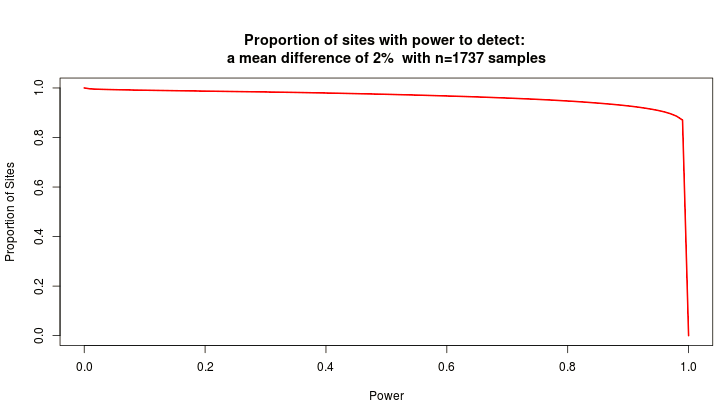 Proportion of sites with power to detect:
a mean difference of 2%  with n=1737 samples
Proportion of Sites
1.0
0.8
0.6
0.4
0.2
0.0
0.0 0.2 0.4 0.6 0.8 1.0
Power